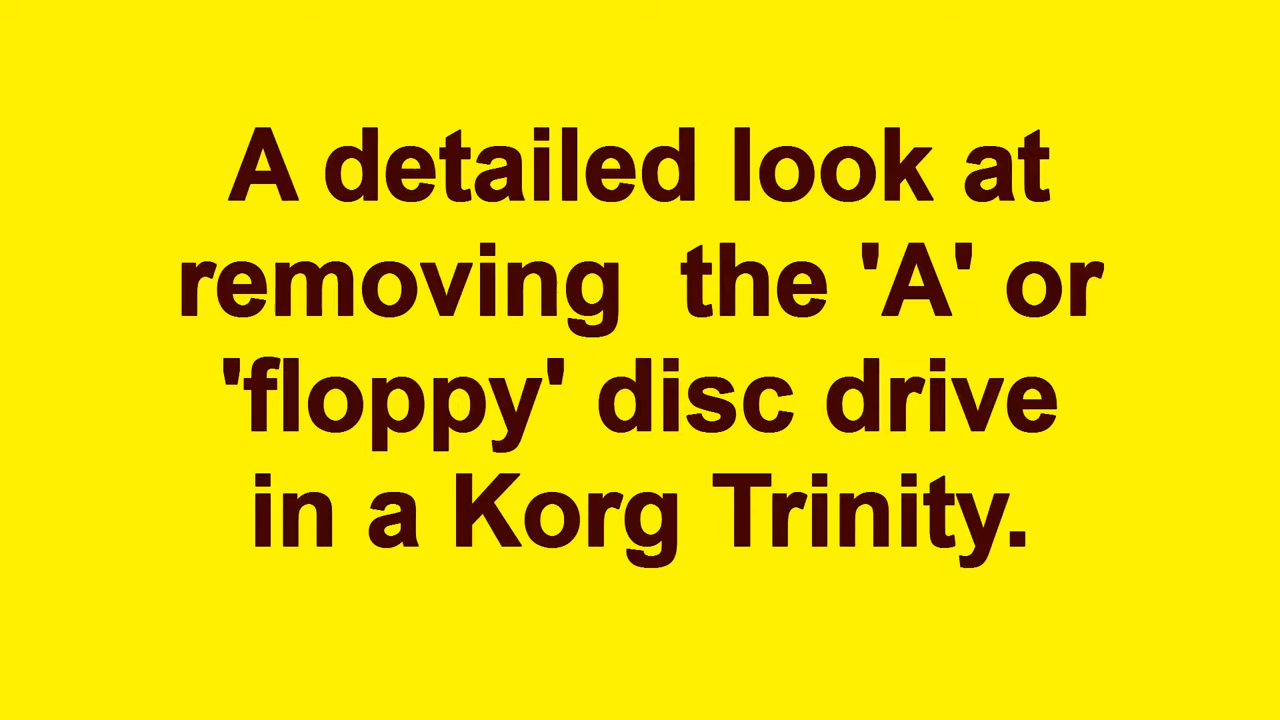 A detailed look at
removing  the 'A' or
'floppy' disc drive
in a Korg Trinity.